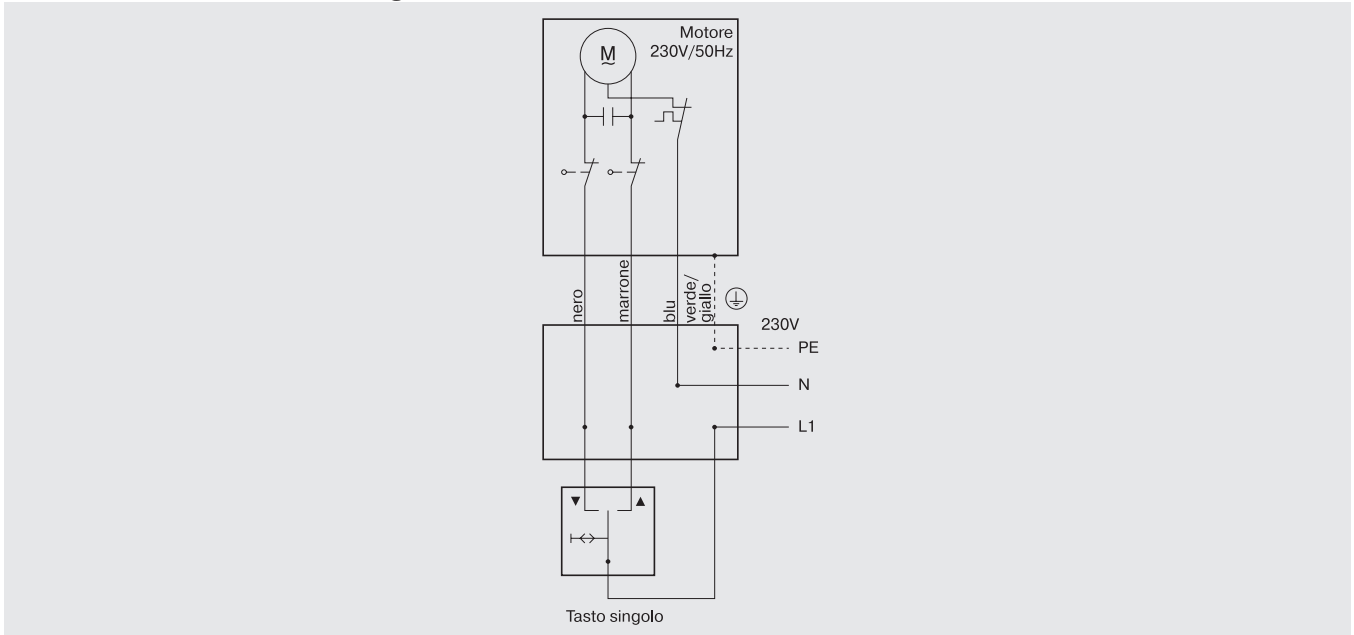 Motore
230V/50Hz
M
nero
marrone
blu
verde/
giallo
230V
PE
N
L1
Tasto singolo